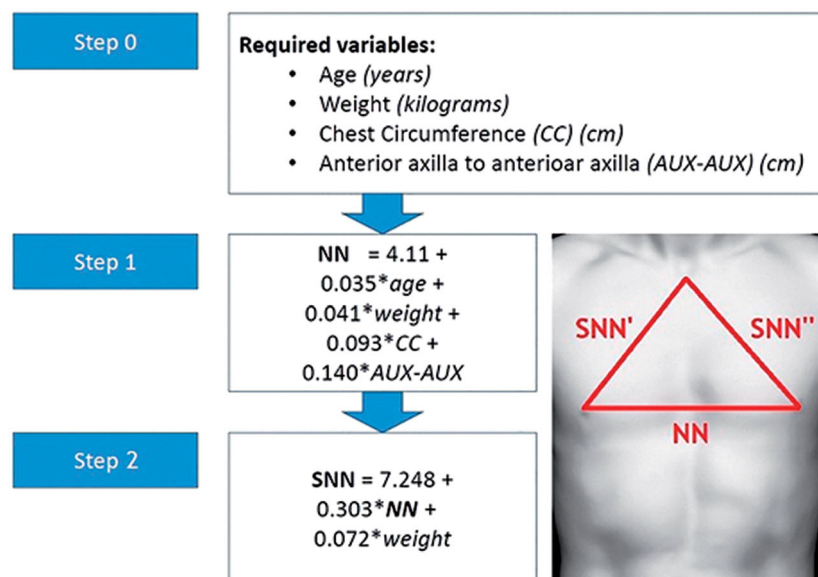 Step 0
Required variables:
• Age (years)
• Weight (kilograms)
• Chest Circumference (CC) (cm)
• Anterior axilla to anterioar axilla (AUX-AUX) (cm)
Step 1
NN = 4.11 +
0.035*age +
0.041*weight +
0.093*CC +
0.140*AUX-AUX
SNN' SNN"
NN
Step 2
SNN = 7.248 +
0.303*NN +
0.072*weight